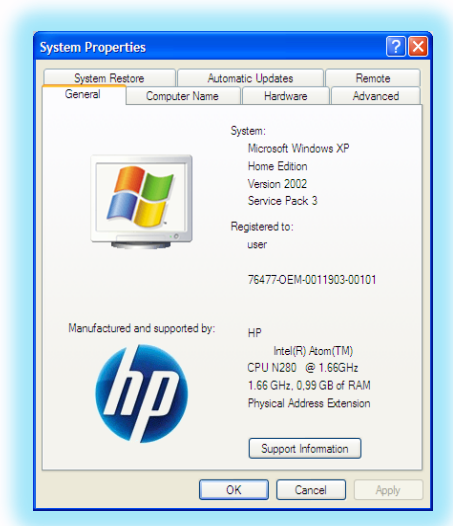 System Properties
System Restore Automatic Updates Remote
General Computer Name Hardware Advanced
System:
Microsoft Windows XP
Home Edition
Version 2002
Service Pack 3
Registered to:
user
76477-OEM-0011903-00101
Manufactured and supported by:
HP
Intel(R) Atom(TM)
CPU N280 @ 1.66GHz
1.66 GHz, 0,99 GB of RAM
Physical Address Extension
hp
Support Information
OK Cancel Apply